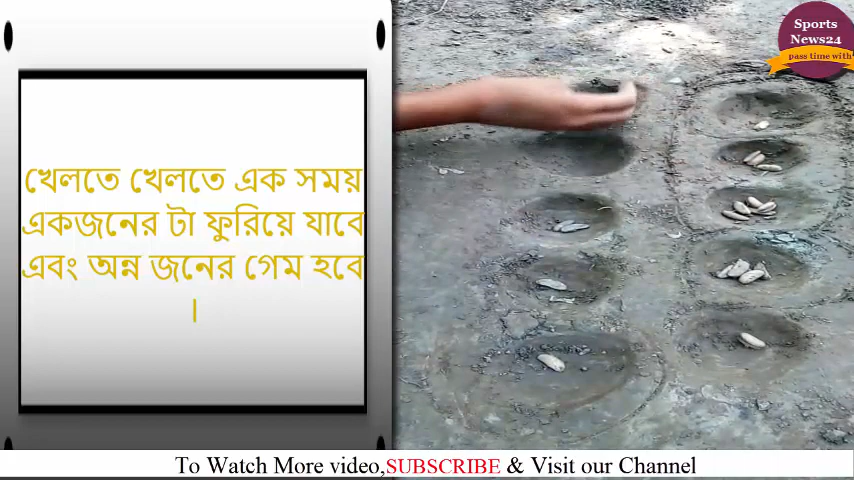 খেলতে খেলতে এক সময়
একজনের টা ফুরিয়ে যাবে
এবং অন্ন জনের গেম হবে
।
Sports
News24
pass time with
To Watch More video,SUBSCRIBE & Visit our Channel